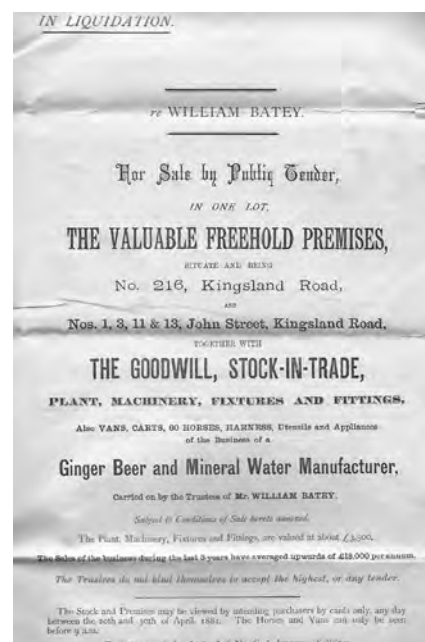 IN LIQUIDATION.
re WILLIAM BATEY.
For Sale by Public Tender,
IN ONE LOT,
THE VALUABLE FREEHOLD PREMISES,
SITUATE AND BEING
No. 216, Kingsland Road,
AND
Nos. 1, 3, 11 & 13, John Street, Kingsland Road,
TOGETHER WITH
THE GOODWILL, STOCK-IN-TRADE,
PLANT, MACHINERY, FIXTURES AND FITTINGS,
Also VANS, CARTS, 60 HORSES, HARNESS, Utensils and Appliances
of the Business of a
Ginger Beer and Mineral Water Manufacturer,
Carried on by the Trustees of Mr. WILLIAM BATEY.
Subject to Conditions of Sale hereto annexed.
The Plant, Machinery, Fixtures and Fittings, are valued at about £3,500.
The Sales of the business during the last 3 years have averaged upwards of £18,000 per annum.
The Trustees do not bind themselves to accept the highest, or any tender.
The Stock and Premises may be viewed by intending purchasers by cards only, any day
between the 20th and 30th of April, 1881. The Horses and Vans can only be seen
before 9 a.m.